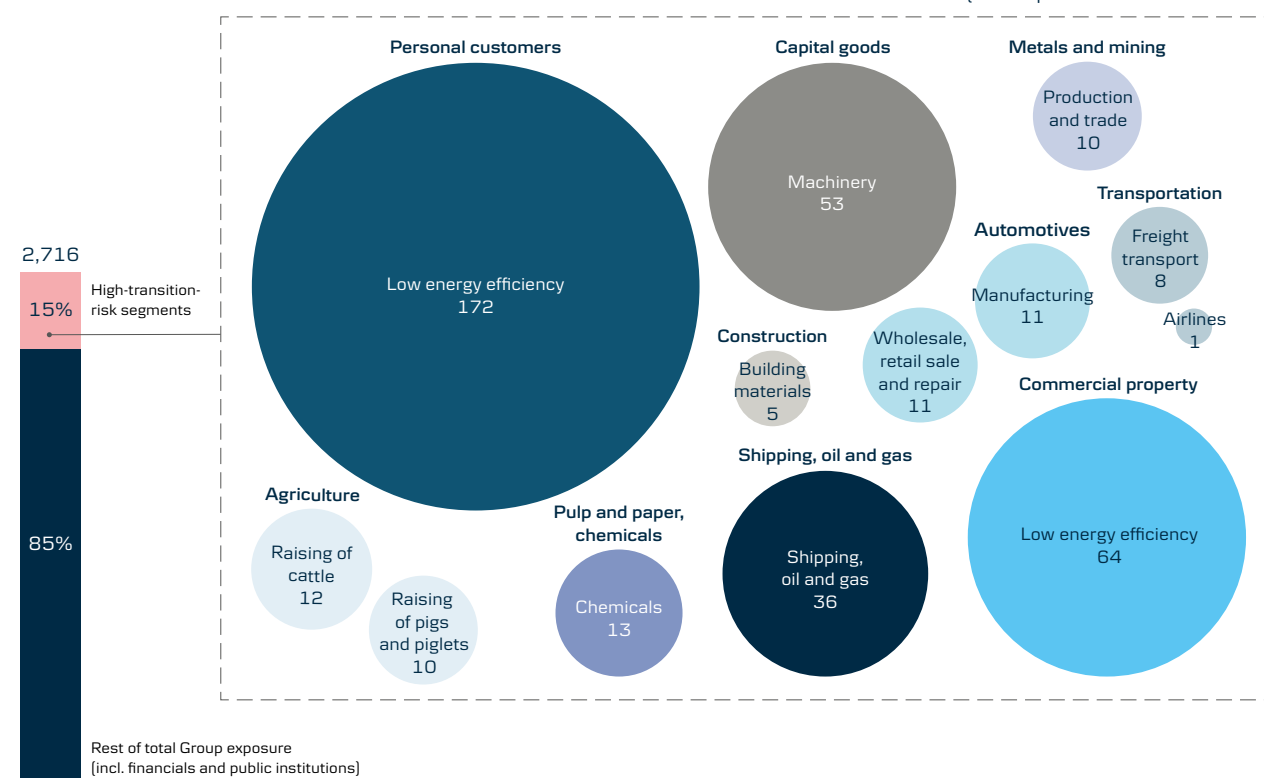 Personal customers
Low energy efficiency
172
Capital goods
Machinery
53
Metals and mining
Production
and trade
10
Transportation
Freight
transport
8
Airlines
1
Automotives
Manufacturing
11
Wholesale,
retail sale
and repair
11
Construction
Building
materials
5
Commercial property
Low energy efficiency
64
Shipping, oil and gas
Shipping,
oil and gas
36
Pulp and paper,
chemicals
Chemicals
13
Agriculture
Raising of
cattle
12
Raising
of pigs
and piglets
10
2,716
15%
High-transition-
risk segments
85%
Rest of total Group exposure
(incl. financials and public institutions)